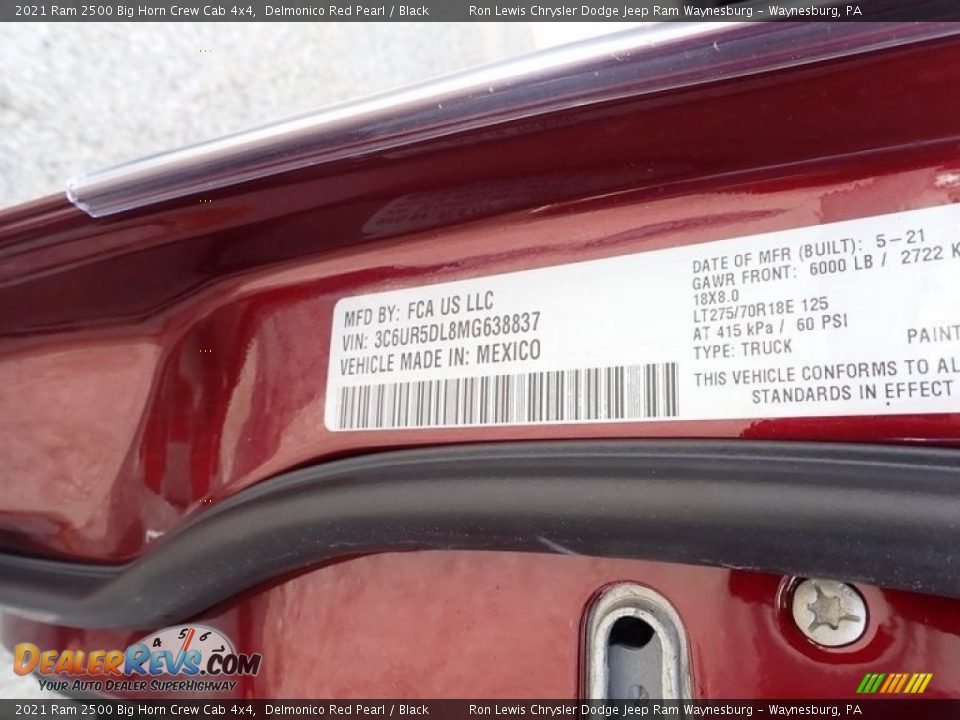 2021 Ram 2500 Big Horn Crew Cab 4x4, Delmonico Red Pearl / Black Ron Lewis Chrysler Dodge Jeep Ram Waynesburg - Waynesburg, PA
MFD BY: FCA US LLC
VIN: 3C6UR5DL8MG638837
VEHICLE MADE IN: MEXICO
DATE OF MFR (BUILT): 5-21
GAWR FRONT: 6000 LB / 2722 K
18X8.0
LT275/70R18E 125
AT 415 kPa / 60 PSI
TYPE: TRUCK
PAINT
THIS VEHICLE CONFORMS TO AL
STANDARDS IN EFFECT
4 5 6
DealerRevs.com
Your Auto Dealer SuperHighway
2021 Ram 2500 Big Horn Crew Cab 4x4, Delmonico Red Pearl / Black Ron Lewis Chrysler Dodge Jeep Ram Waynesburg - Waynesburg, PA